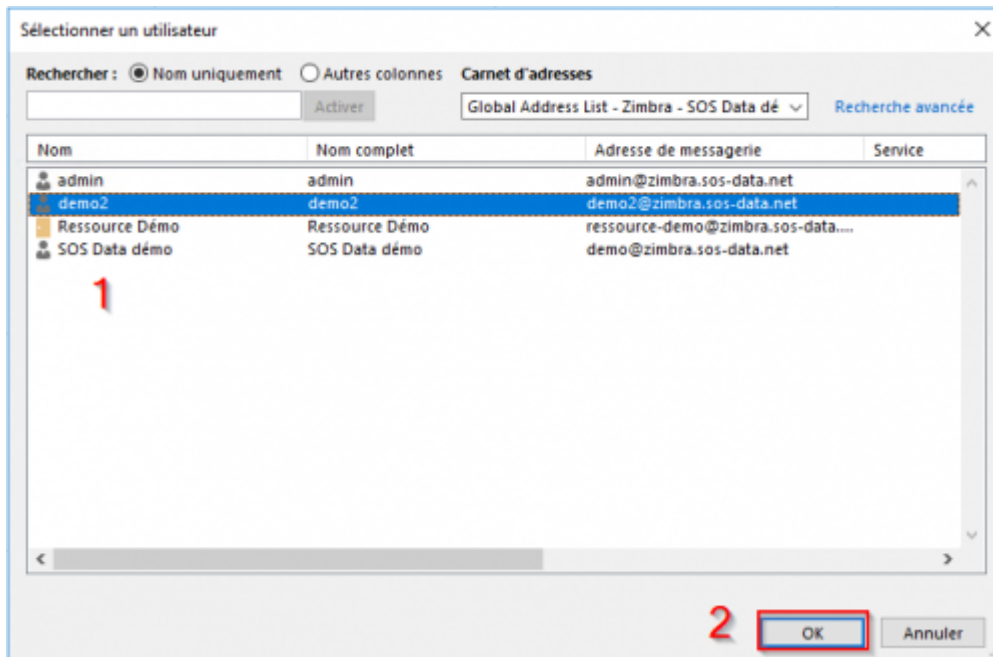 Sélectionner un utilisateur
Rechercher : Nom uniquement Autres colonnes Carnet d'adresses
Activer Global Address List - Zimbra - SOS Data dé Recherche avancée
Nom Nom complet Adresse de messagerie Service
admin admin admin@zimbra.sos-data.net
demo2 demo2 demo2@zimbra.sos-data.net
Ressource Démo Ressource Démo ressource-demo@zimbra.sos-data....
SOS Data démo SOS Data démo demo@zimbra.sos-data.net
1
2 OK Annuler